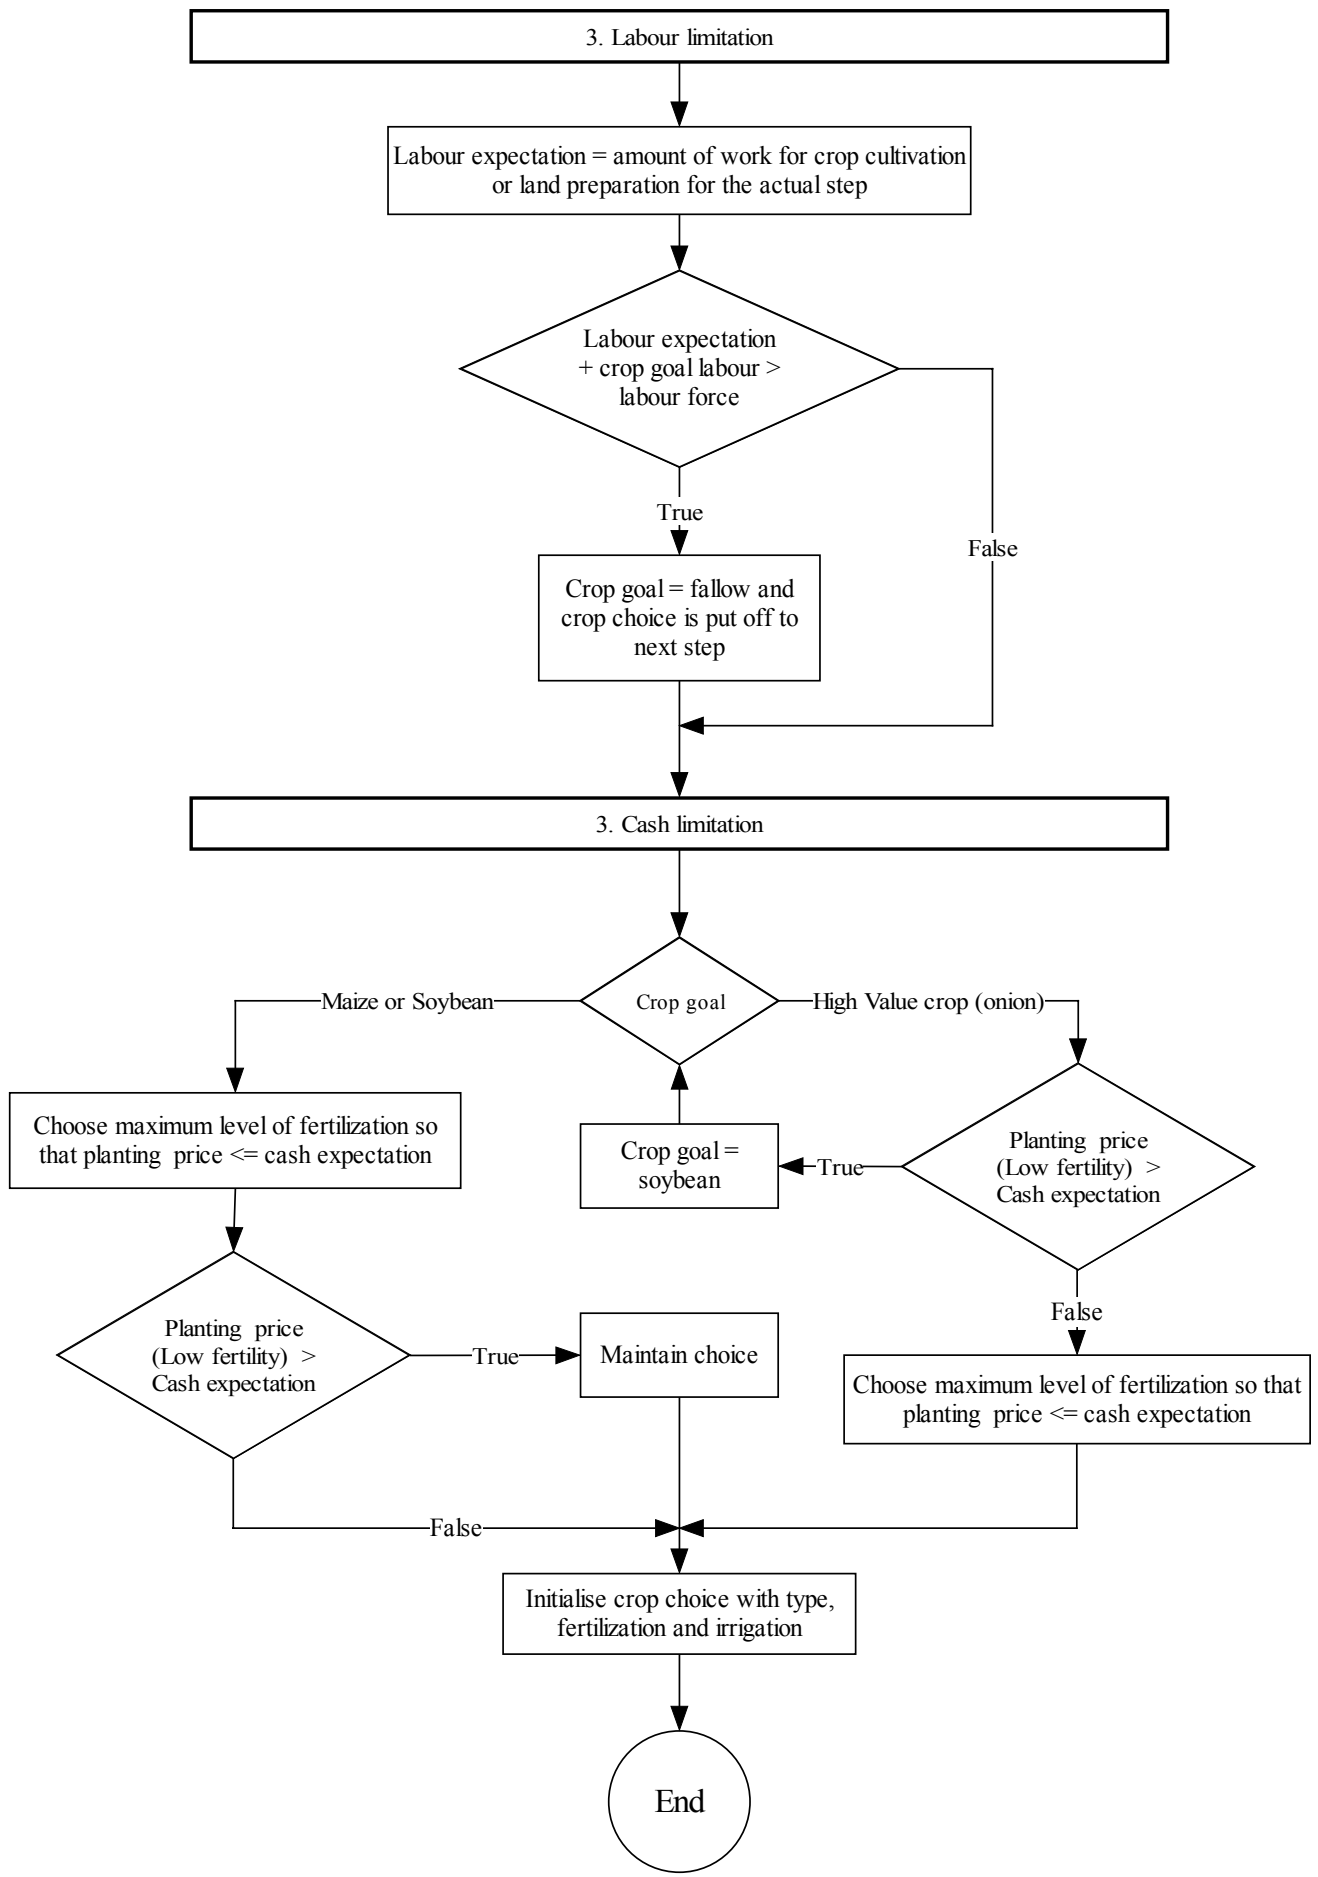 3. Labour limitation
Labour expectation = amount of work for crop cultivation
or land preparation for the actual step
Labour expectation
+ crop goal labour >
labour force
True
False
Crop goal = fallow and
crop choice is put off to
next step
3. Cash limitation
Maize or Soybean
Crop goal
High Value crop (onion)
Choose maximum level of fertilization so
that planting price <= cash expectation
Crop goal =
soybean
True
Planting price
(Low fertility) >
Cash expectation
Planting price
(Low fertility) >
Cash expectation
True
Maintain choice
False
Choose maximum level of fertilization so that
planting price <= cash expectation
False
Initialise crop choice with type,
fertilization and irrigation
End